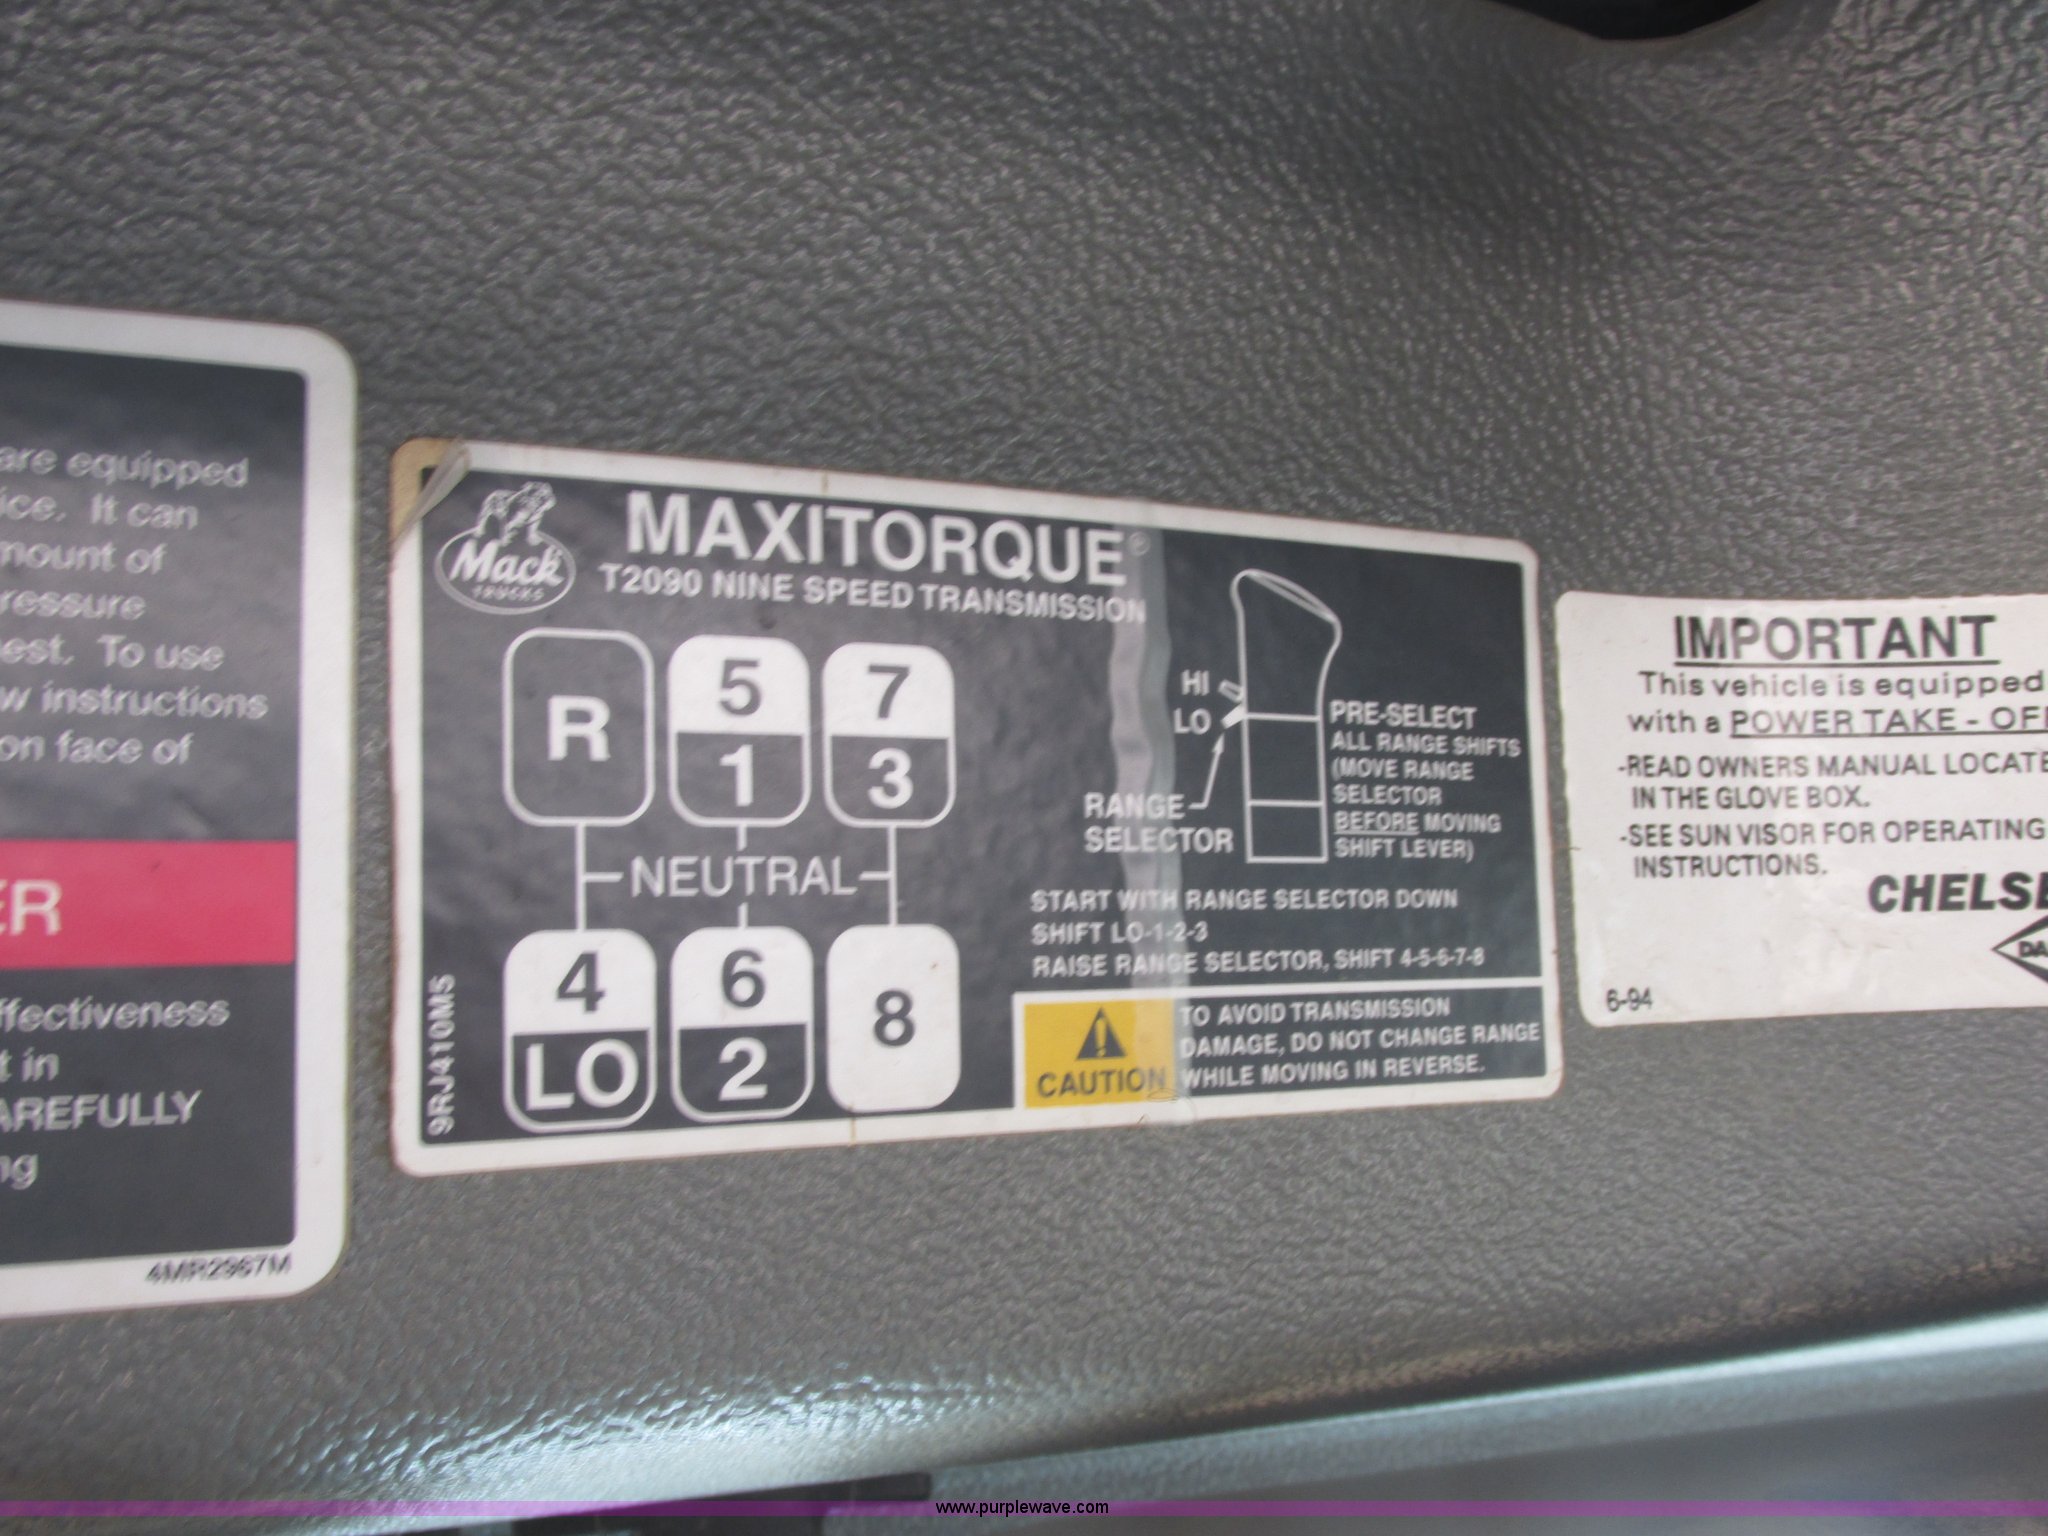 are equipped
ice. It can
mount of
ressure
est. To use
w instructions
on face of
ER
ffectiveness
t in
AREFULLY
ng
4MR2967M
Mack
TRUCKS
MAXITORQUE®
T2090 NINE SPEED TRANSMISSION
R
5
1
7
3
NEUTRAL
4
LO
6
2
8
9RJ410M5
HI
LO
RANGE
SELECTOR
PRE-SELECT
ALL RANGE SHIFTS
(MOVE RANGE
SELECTOR
BEFORE MOVING
SHIFT LEVER)
START WITH RANGE SELECTOR DOWN
SHIFT LO-1-2-3
RAISE RANGE SELECTOR, SHIFT 4-5-6-7-8
CAUTION
TO AVOID TRANSMISSION
DAMAGE, DO NOT CHANGE RANGE
WHILE MOVING IN REVERSE.
IMPORTANT
This vehicle is equipped
with a POWER TAKE - OF
-READ OWNERS MANUAL LOCATE
IN THE GLOVE BOX.
-SEE SUN VISOR FOR OPERATING
INSTRUCTIONS.
CHELSE
DA
6-94
www.purplewave.com